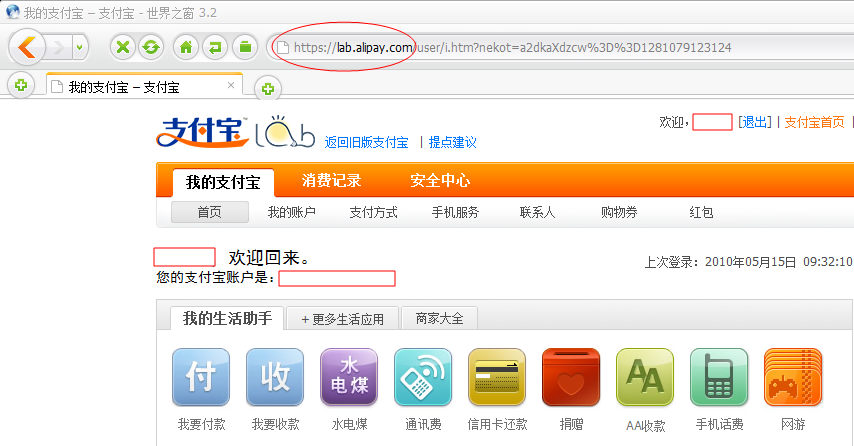 我的支付宝 – 支付宝 - 世界之窗 3.2
https://lab.alipay.com/user/i.htm?nekot=a2dkaXdzcw%3D%3D1281079123124
我的支付宝 – 支付宝
支付宝 Lab 返回旧版支付宝 | 提点建议
欢迎, [退出] | 支付宝首页 |
我的支付宝 消费记录 安全中心
首页 我的账户 支付方式 手机服务 联系人 购物券 红包
欢迎回来。
上次登录：2010年05月15日 09:32:10
您的支付宝账户是：
我的生活助手 + 更多生活应用 商家大全
付 收 水电煤 AA
我要付款 我要收款 水电煤 通讯费 信用卡还款 捐赠 AA收款 手机话费 网游